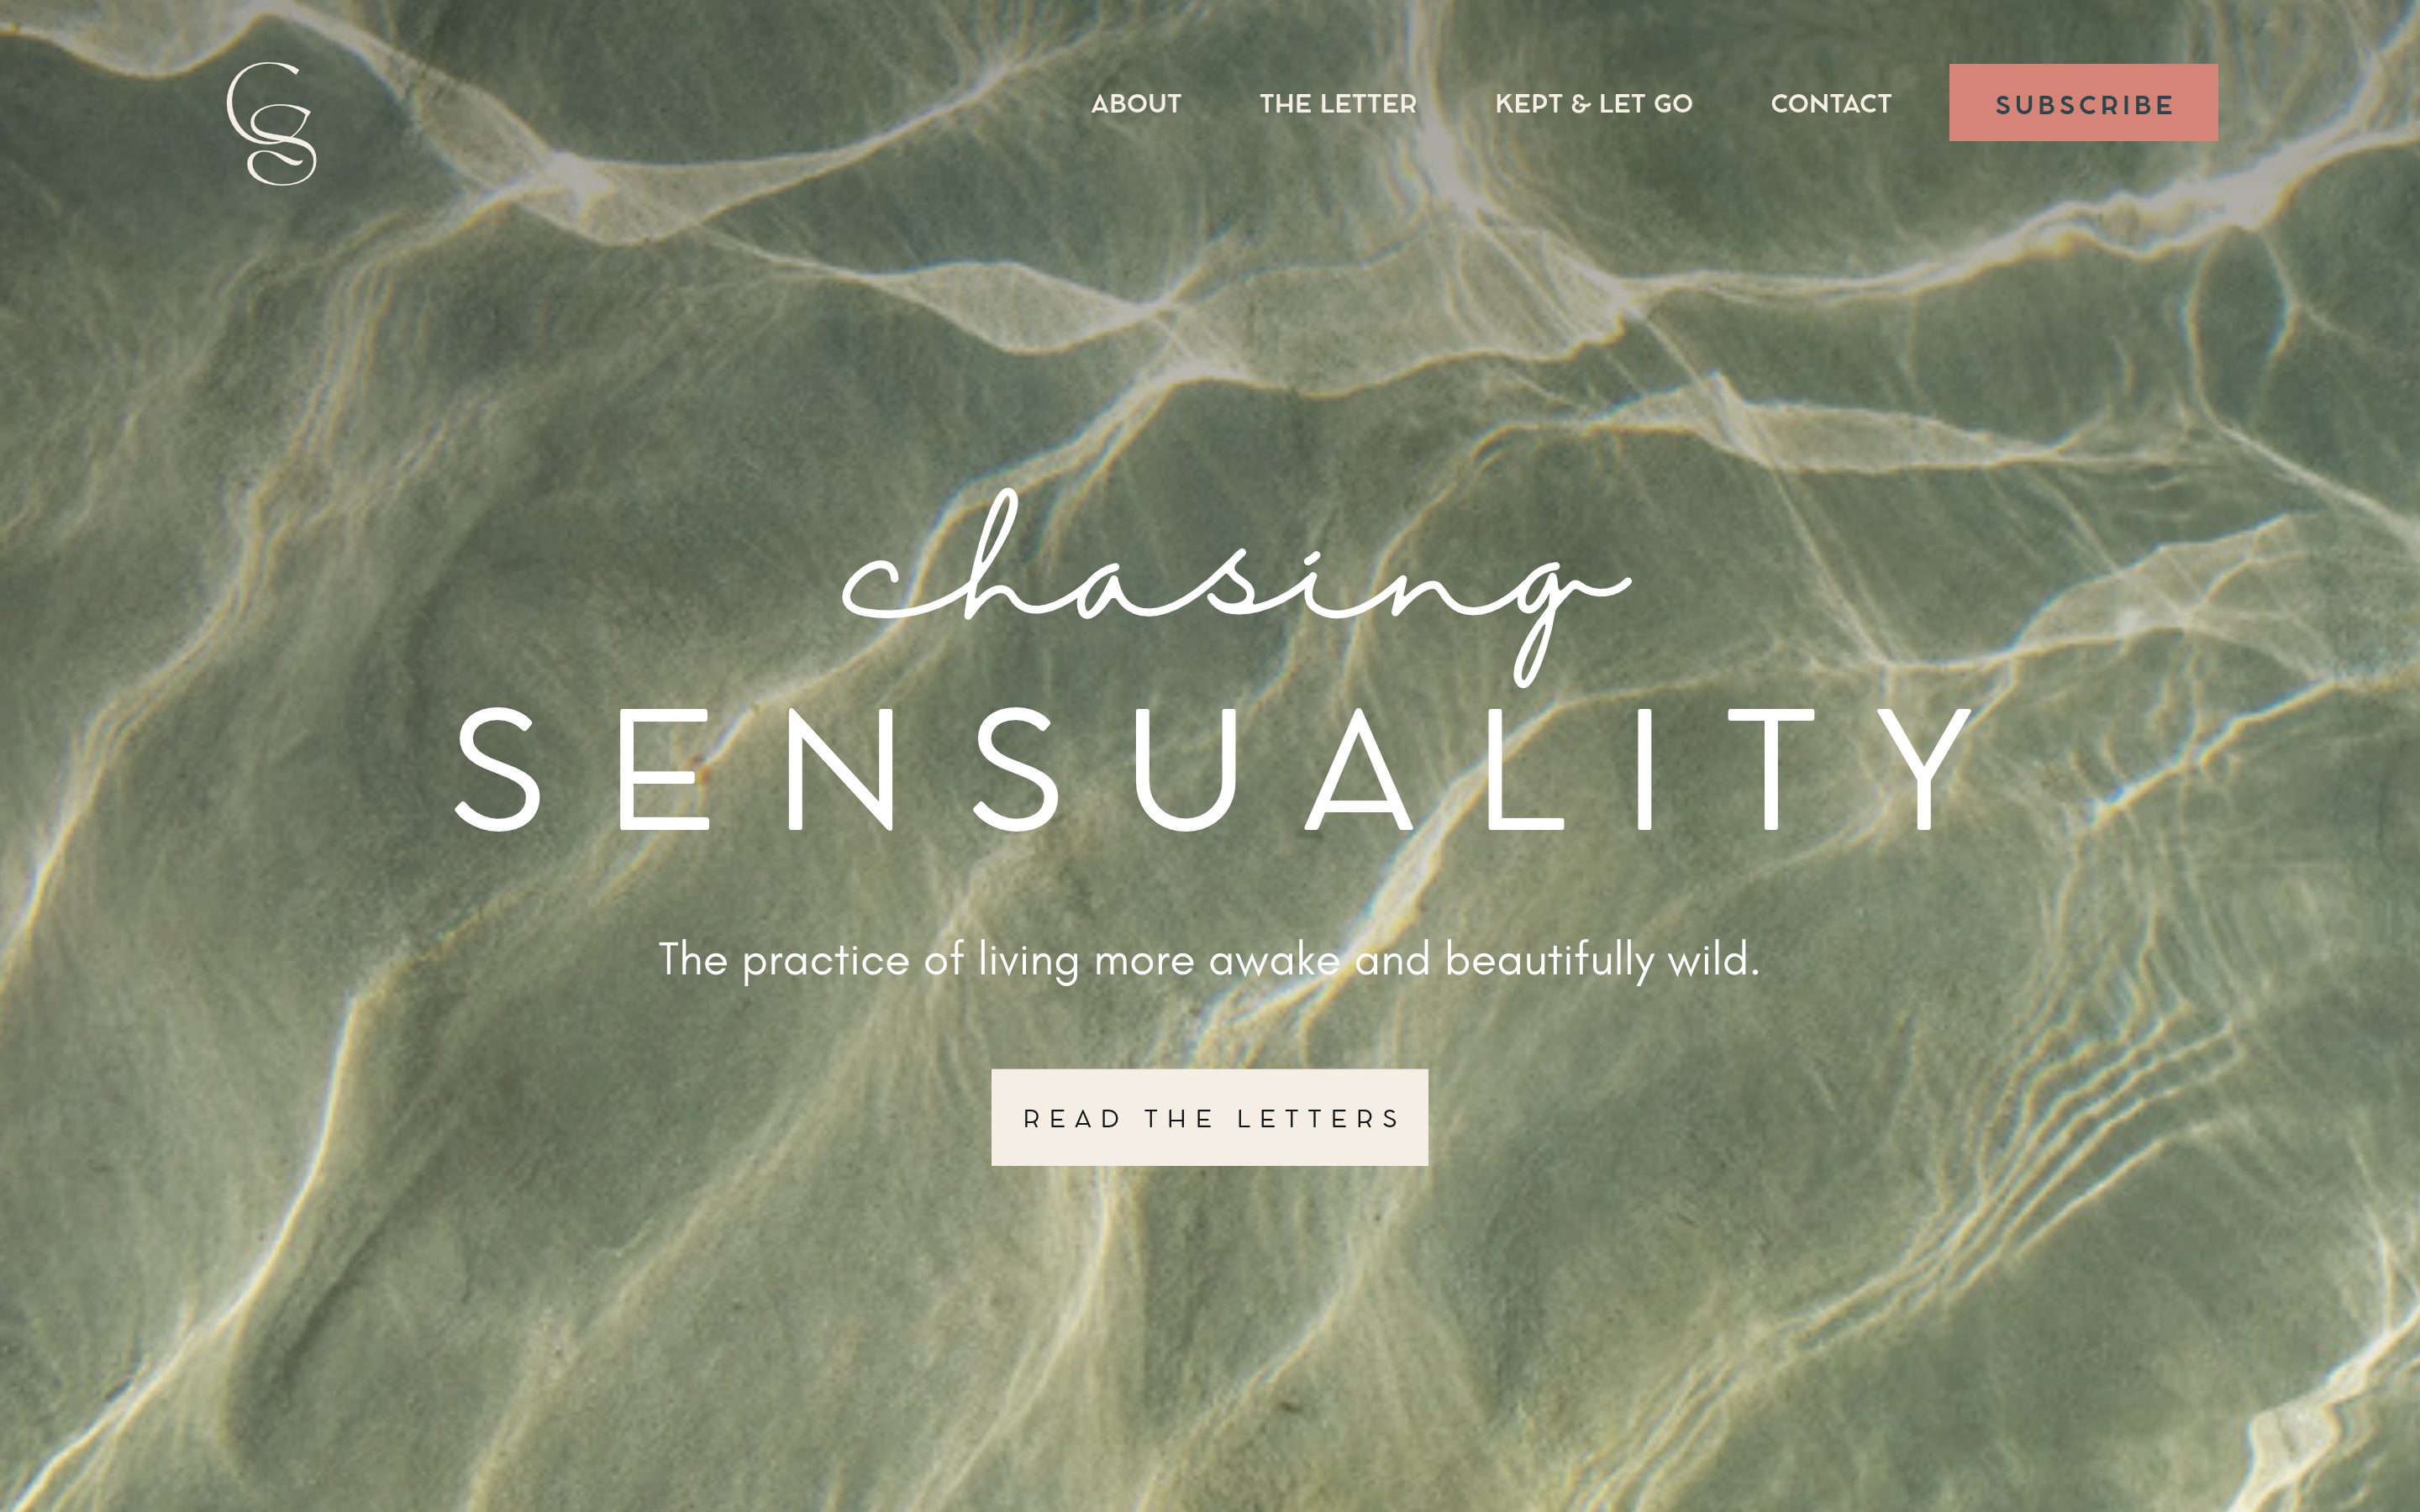 CS
ABOUT THE LETTER KEPT & LET GO CONTACT SUBSCRIBE
chasing
SENSUALITY
The practice of living more awake and beautifully wild.
READ THE LETTERS